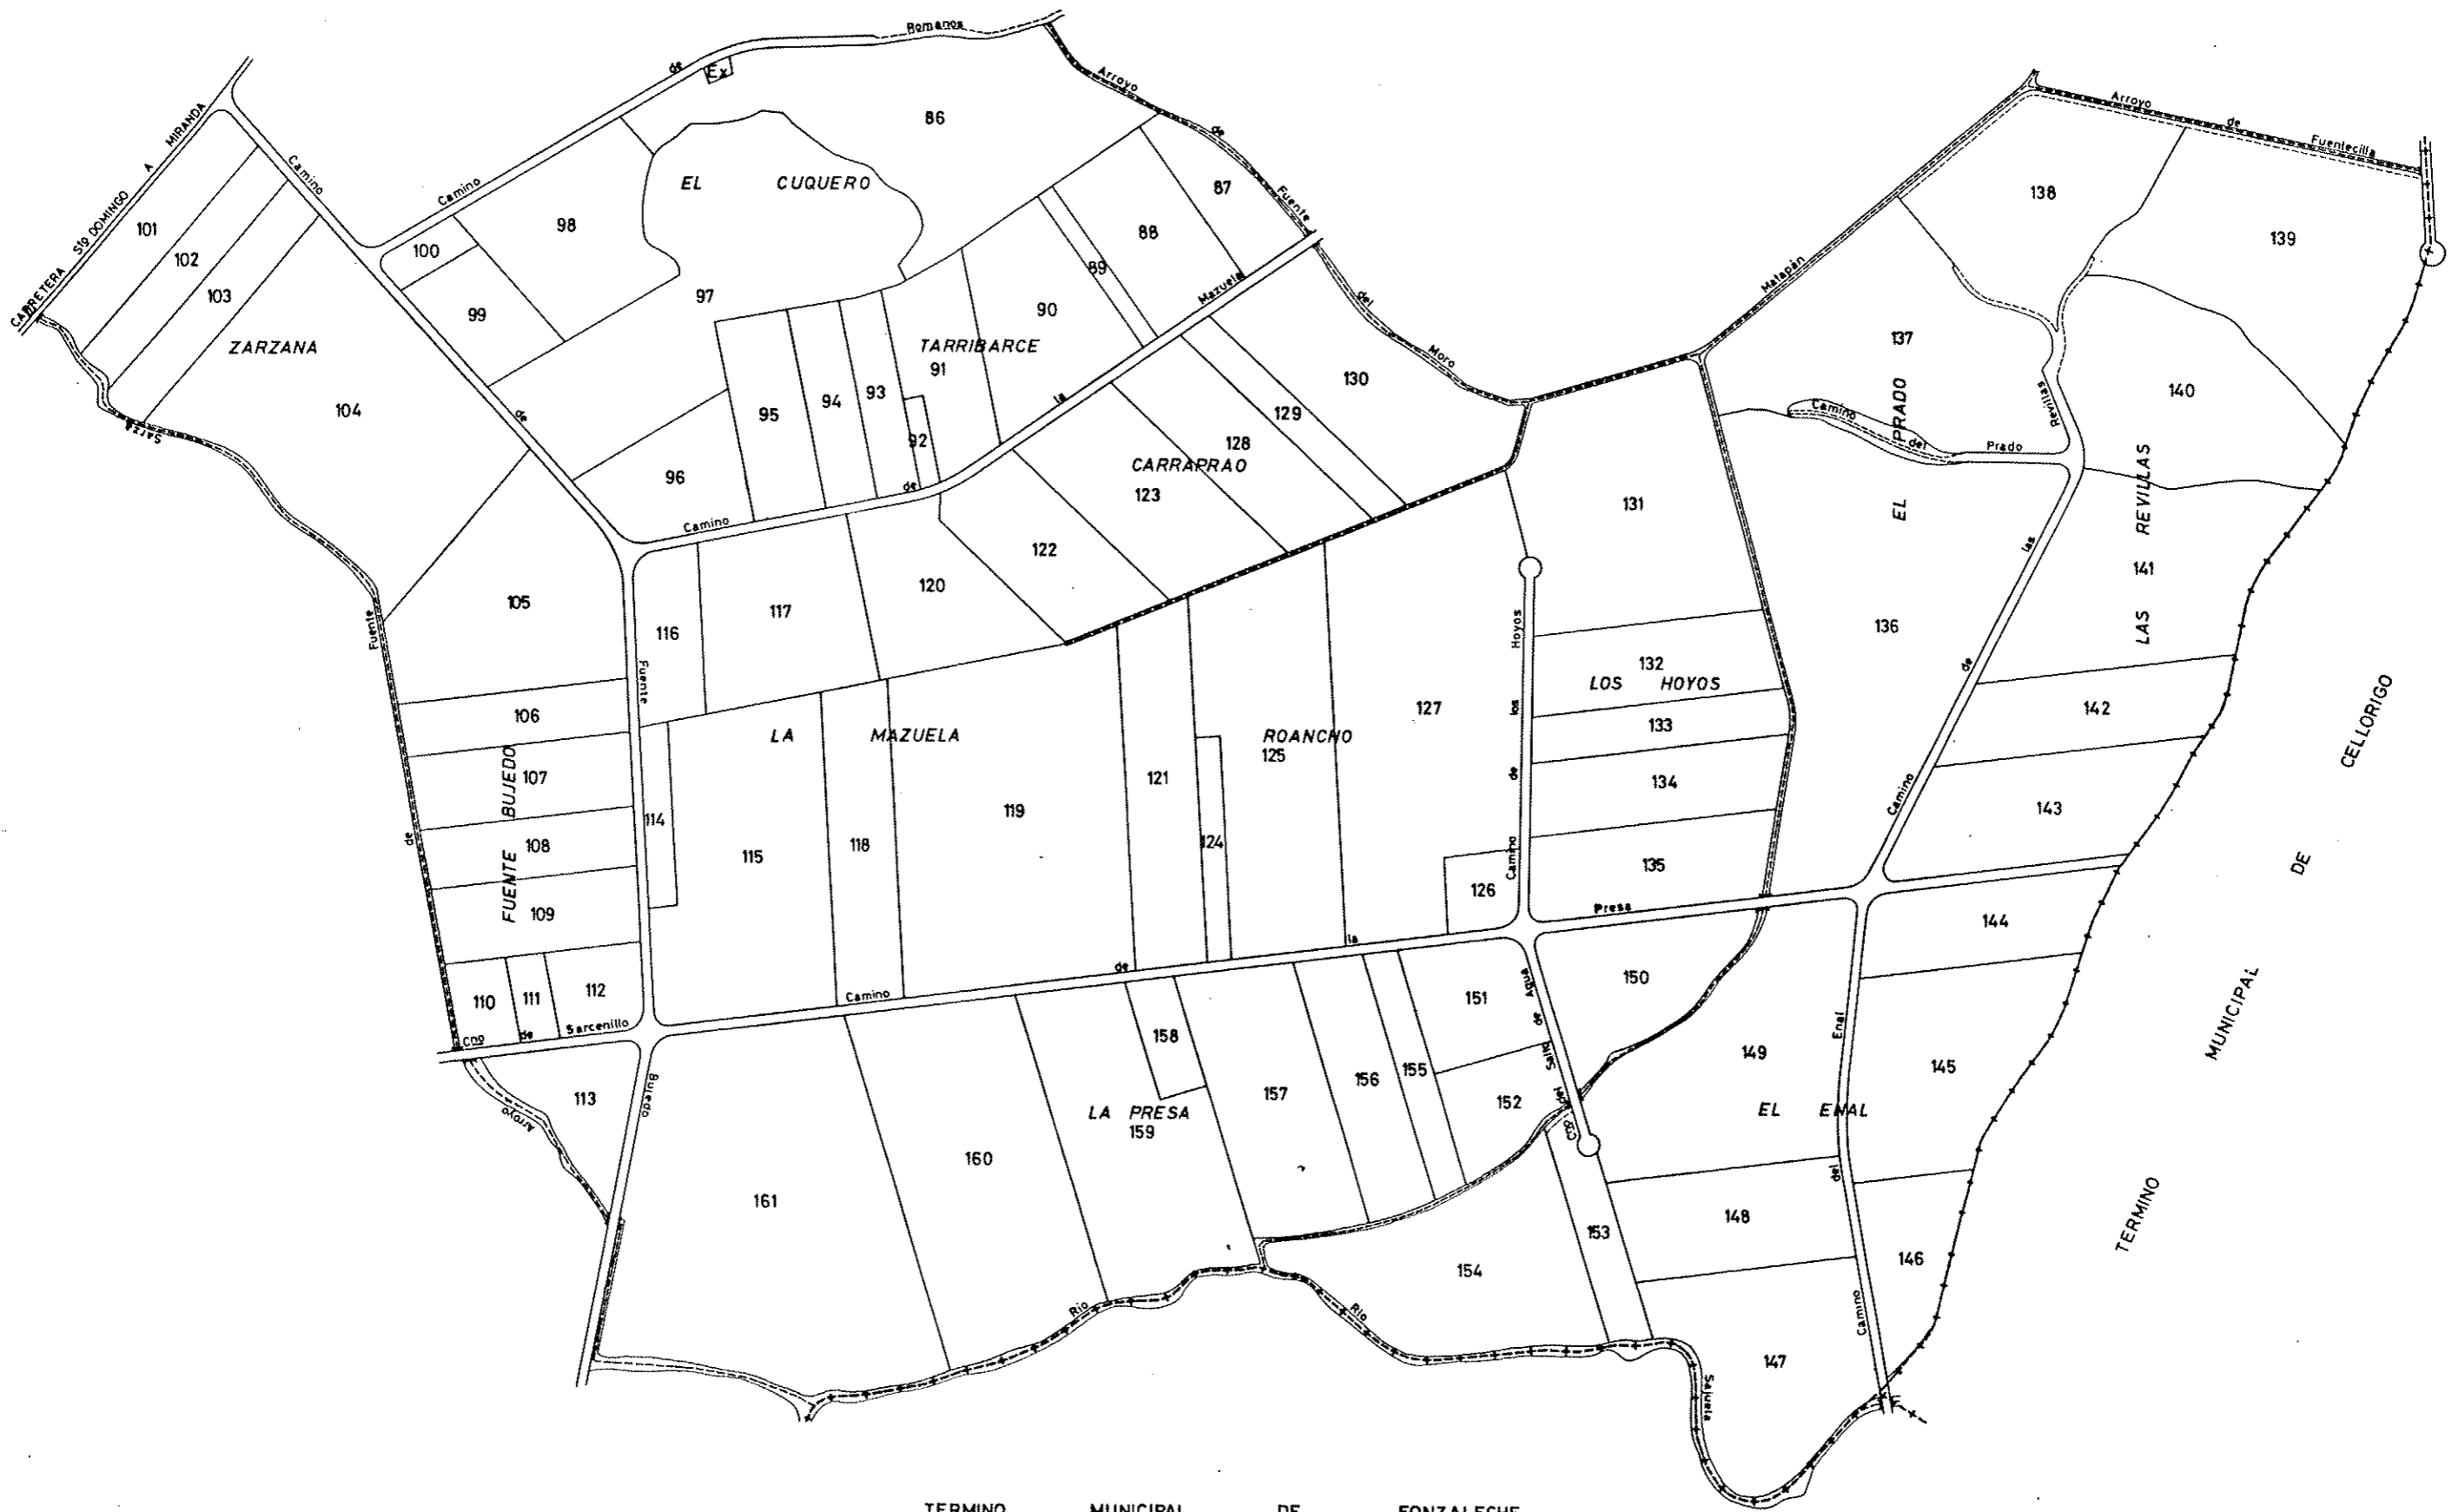 CARRETERA Stº DOMINGO A MIRANDA
Camino de Fuente Bujedo
Camino de Romanos
Ex
Arroyo de Fuente del Moro
Matapán
Arroyo de Fuentecilla
86
EL CUQUERO
87
88
89
90
TARRIBARCE
91
92
93
94
95
96
97
98
99
100
101
102
103
ZARZANA
104
105
106
107
108
109
FUENTE BUJEDO
110
111
112
113
114
115
116
117
118
119
120
121
122
123
124
125
126
127
128
129
130
131
132
133
134
135
136
137
138
139
140
141
142
143
144
145
146
147
148
149
150
151
152
153
154
155
156
157
158
159
160
161
Camino de la Mazuela
CARRAPRAO
LA MAZUELA
ROANCHO
LOS HOYOS
Camino de los Hoyos
EL PRADO
Camino del Prado
Camino de las Revillas
LAS REVILLAS
Camino de la Presa
LA PRESA
Cno de Sarcenillo
Arroyo de Fuente Sarza
Cno del Salto de Agua
EL ENAL
Camino del Enal
Rio
Rio Sajuela
TERMINO MUNICIPAL DE CELLORIGO
TERMINO MUNICIPAL DE FONZALECHE